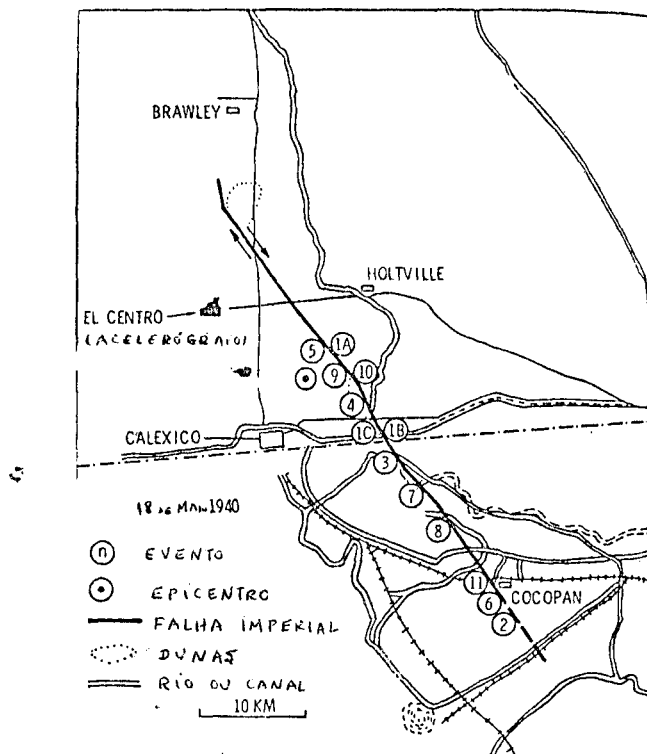 BRAWLEY
HOLTVILLE
EL CENTRO
(ACELERÓGRAFO)
5
1A
9
10
4
1C
1B
CALEXICO
3
7
18 de MAIO 1940
8
n EVENTO
11
COCOPAN
EPICENTRO
6
FALHA IMPERIAL
2
DUNAS
RIO OU CANAL
10 KM